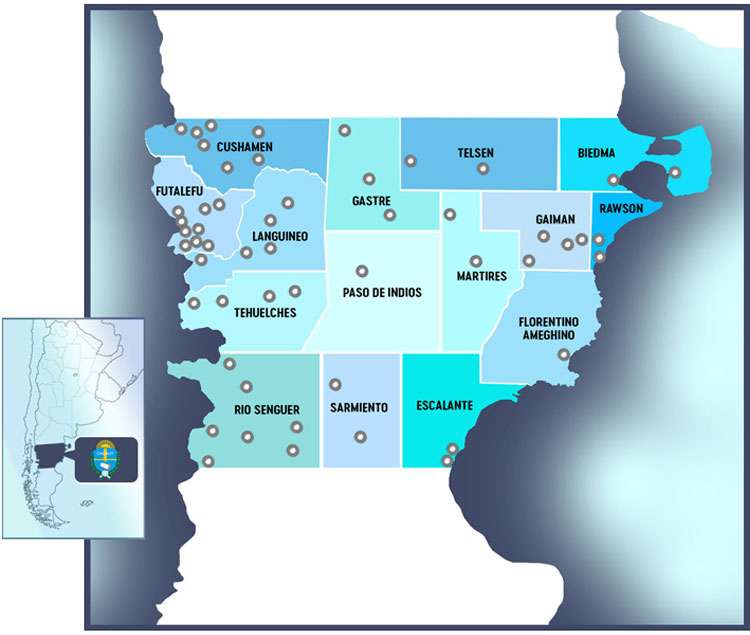 CUSHAMEN
TELSEN
BIEDMA
FUTALEFU
GASTRE
RAWSON
GAIMAN
LANGUINEO
MARTIRES
PASO DE INDIOS
TEHUELCHES
FLORENTINO
AMEGHINO
RIO SENGUER
SARMIENTO
ESCALANTE